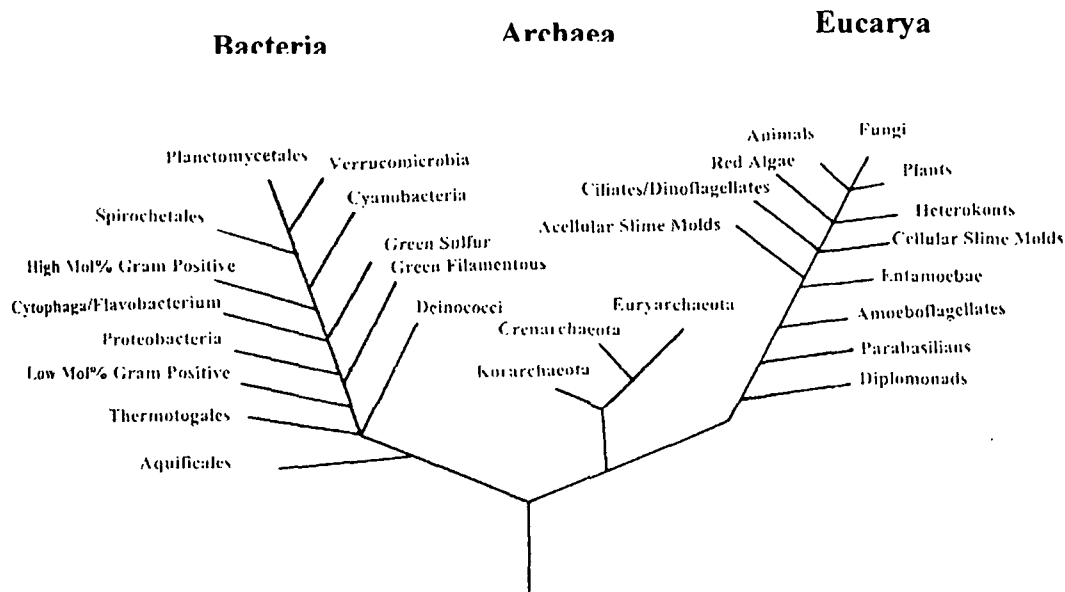 Bacteria
Archaea
Eucarya
Planctomycetales
Verrucomicrobia
Cyanobacteria
Spirochetales
Green Sulfur
Green Filamentous
High Mol% Gram Positive
Deinococci
Cytophaga/Flavobacterium
Proteobacteria
Low Mol% Gram Positive
Thermotogales
Aquificales
Euryarchaeota
Crenarchaeota
Korarchaeota
Animals
Fungi
Red Algae
Plants
Ciliates/Dinoflagellates
Heterokonts
Acellular Slime Molds
Cellular Slime Molds
Entamoebae
Amoeboflagellates
Parabasilians
Diplomonads